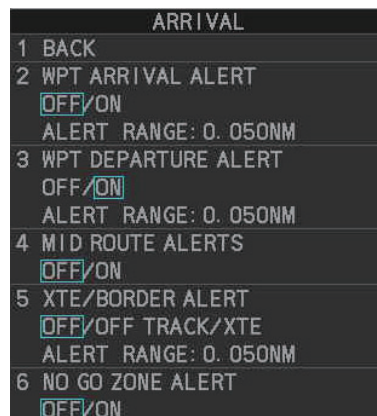 ARRIVAL
1 BACK
2 WPT ARRIVAL ALERT
OFF/ON
ALERT RANGE: 0. 050NM
3 WPT DEPARTURE ALERT
OFF/ON
ALERT RANGE: 0. 050NM
4 MID ROUTE ALERTS
OFF/ON
5 XTE/BORDER ALERT
OFF/OFF TRACK/XTE
ALERT RANGE: 0. 050NM
6 NO GO ZONE ALERT
OFF/ON